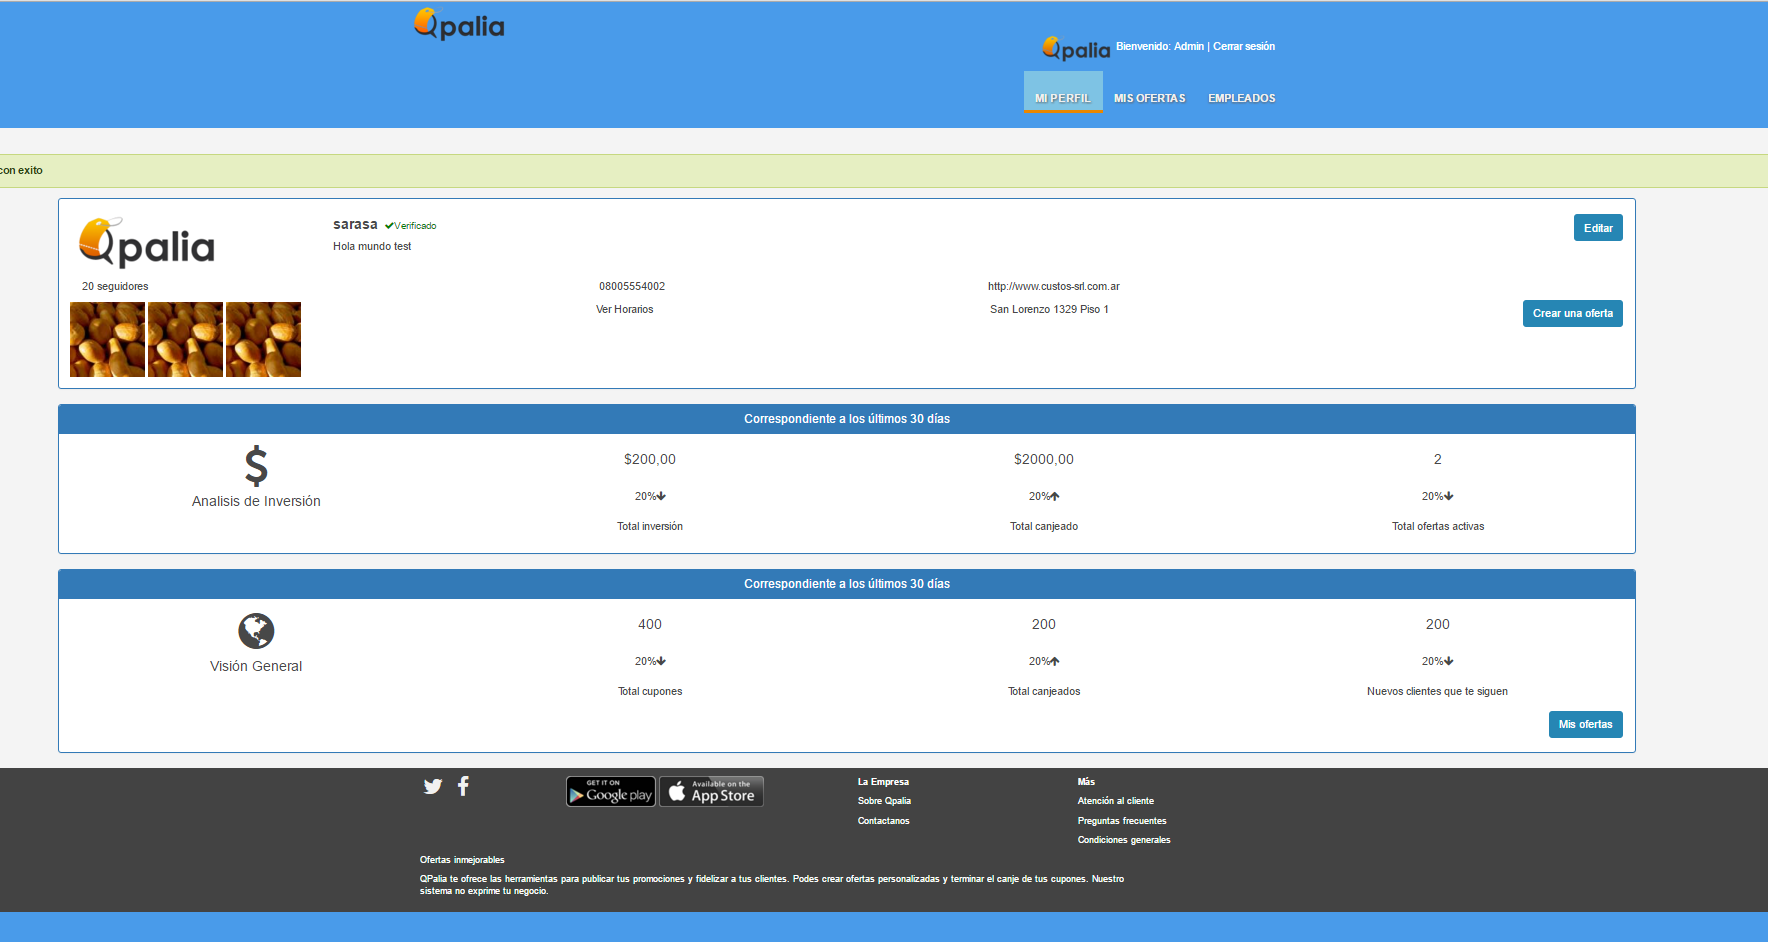 Qpalia
Qpalia Bienvenido: Admin | Cerrar sesión
MI PERFIL MIS OFERTAS EMPLEADOS
con exito
Qpalia
sarasa Verificado
Hola mundo test
Editar
20 seguidores 08005554002 http://www.custos-srl.com.ar
Ver Horarios San Lorenzo 1329 Piso 1
Crear una oferta
Correspondiente a los últimos 30 días
$200,00 $2000,00 2
Analisis de Inversión
20% 20% 20%
Total inversión Total canjeado Total ofertas activas
Correspondiente a los últimos 30 días
400 200 200
Visión General
20% 20% 20%
Total cupones Total canjeados Nuevos clientes que te siguen
Mis ofertas
GET IT ON
Google play
Available on the
App Store
La Empresa
Sobre Qpalia
Contactanos
Más
Atención al cliente
Preguntas frecuentes
Condiciones generales
Ofertas inmejorables
QPalia te ofrece las herramientas para publicar tus promociones y fidelizar a tus clientes. Podes crear ofertas personalizadas y terminar el canje de tus cupones. Nuestro
sistema no exprime tu negocio.